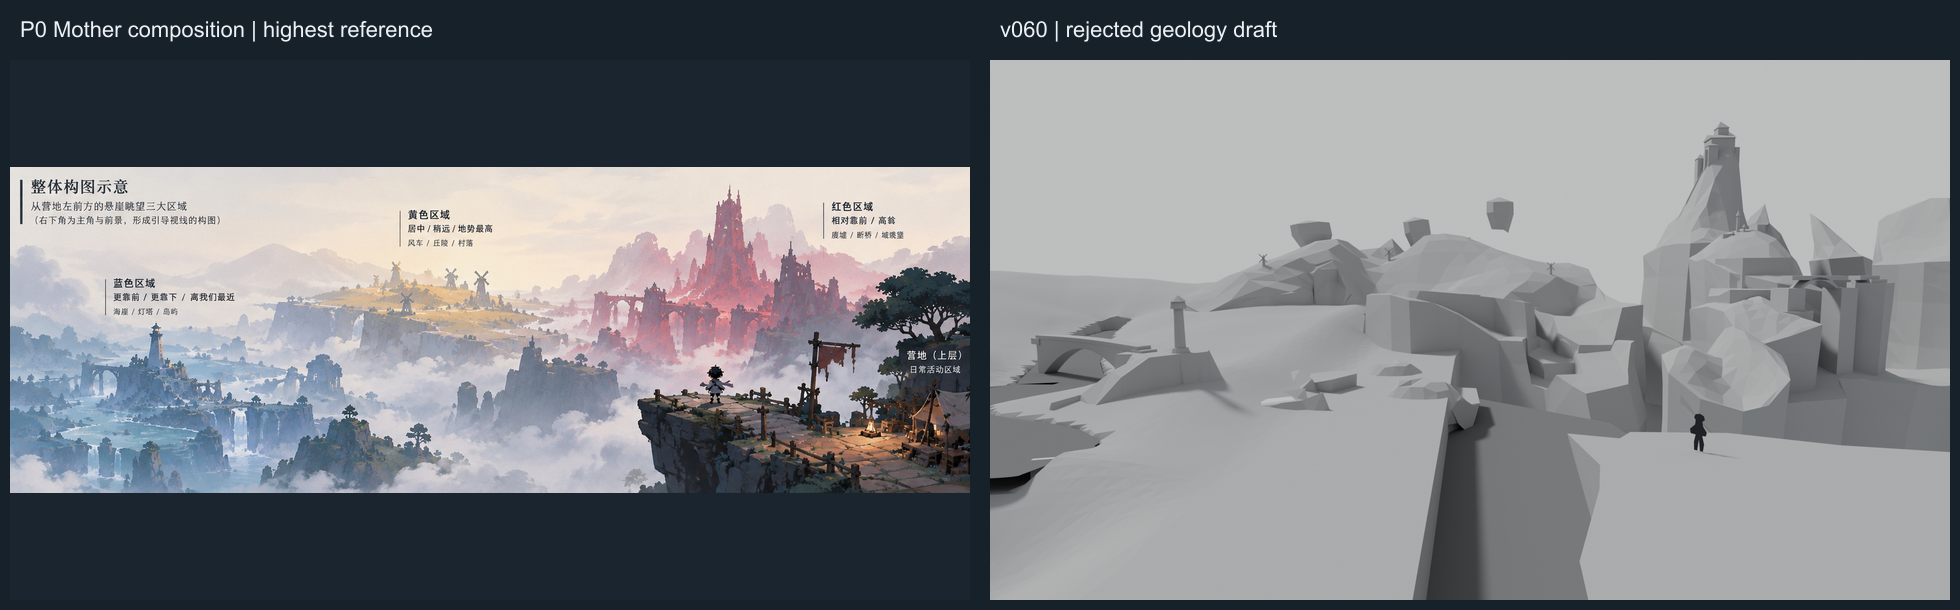 P0 Mother composition | highest reference
v060 | rejected geology draft
整体构图示意
从营地左前方的悬崖眺望三大区域
（右下角为主角与前景，形成引导视线的构图）
黄色区域
居中 / 稍远 / 地势最高
风车 / 庄陵 / 村落
红色区域
相对靠前 / 高耸
废墟 / 断桥 / 城堡
蓝色区域
更靠前 / 更靠下 / 离我们最近
海崖 / 灯塔 / 岛屿
营地（上层）
日常活动区域